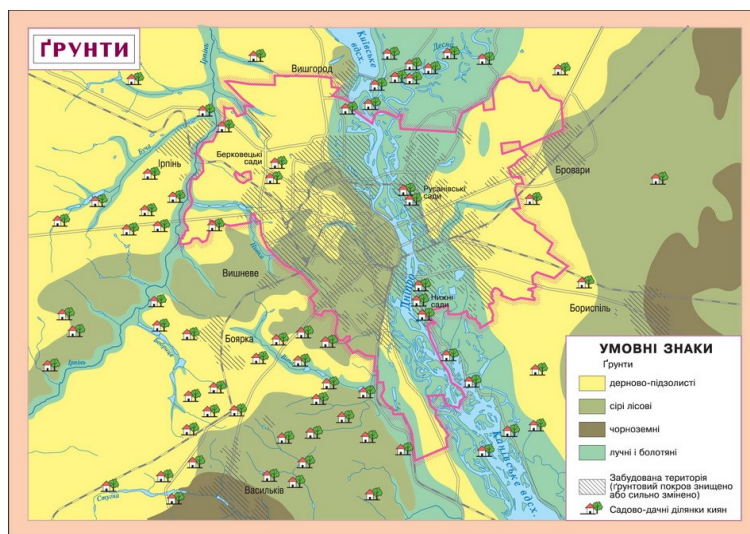 ҐРУНТИ
Ірпінь
Вишгород
Київське
вдсх.
Десна
Буча
Ірпінь
Берковецькі
сади
Русанівські
сади
Бровари
Вишневе
Дніпро
Нижні
сади
Бориспіль
Боярка
Ірпінь
Канівське вдсх.
Васильків
Стугна
УМОВНІ ЗНАКИ
Ґрунти
дерново-підзолисті
сірі лісові
чорноземні
лучні і болотяні
Забудована територія
(ґрунтовий покров знищено
або сильно змінено)
Садово-дачні ділянки киян